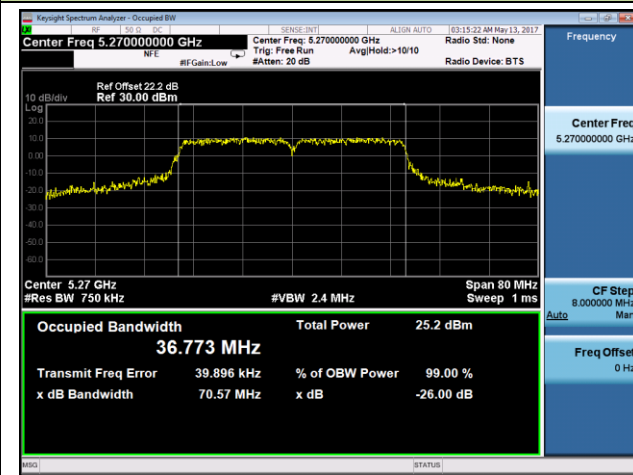 Keysight Spectrum Analyzer - Occupied BW
RF 50 Ω DC SENSE:INT ALIGN AUTO 03:15:22 AM May 13, 2017
Center Freq 5.270000000 GHz
Center Freq: 5.270000000 GHz Radio Std: None
NFE Trig: Free Run Avg|Hold:>10/10
#IFGain:Low #Atten: 20 dB Radio Device: BTS
Frequency
Ref Offset 22.2 dB
10 dB/div Ref 30.00 dBm
Log
20.0
10.0
0.00
-10.0
-20.0
-30.0
-40.0
-50.0
-60.0
Center 5.27 GHz Span 80 MHz
#Res BW 750 kHz #VBW 2.4 MHz Sweep 1 ms
Occupied Bandwidth Total Power 25.2 dBm
36.773 MHz
Transmit Freq Error 39.896 kHz % of OBW Power 99.00 %
x dB Bandwidth 70.57 MHz x dB -26.00 dB
Center Freq
5.270000000 GHz
CF Step
8.000000 MHz
Auto Man
Freq Offset
0 Hz
MSG STATUS